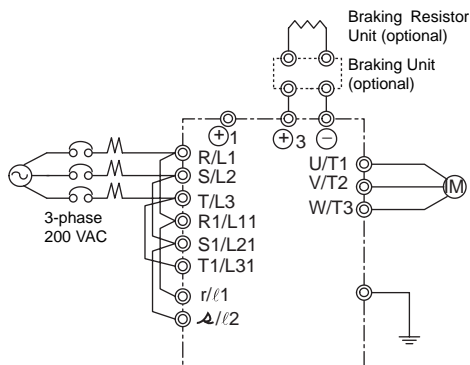 Braking Resistor
Unit (optional)
Braking Unit
(optional)
⊕1
⊕3
⊖
R/L1
S/L2
T/L3
R1/L11
S1/L21
T1/L31
r/ℓ1
s/ℓ2
3-phase
200 VAC
U/T1
V/T2
W/T3
M